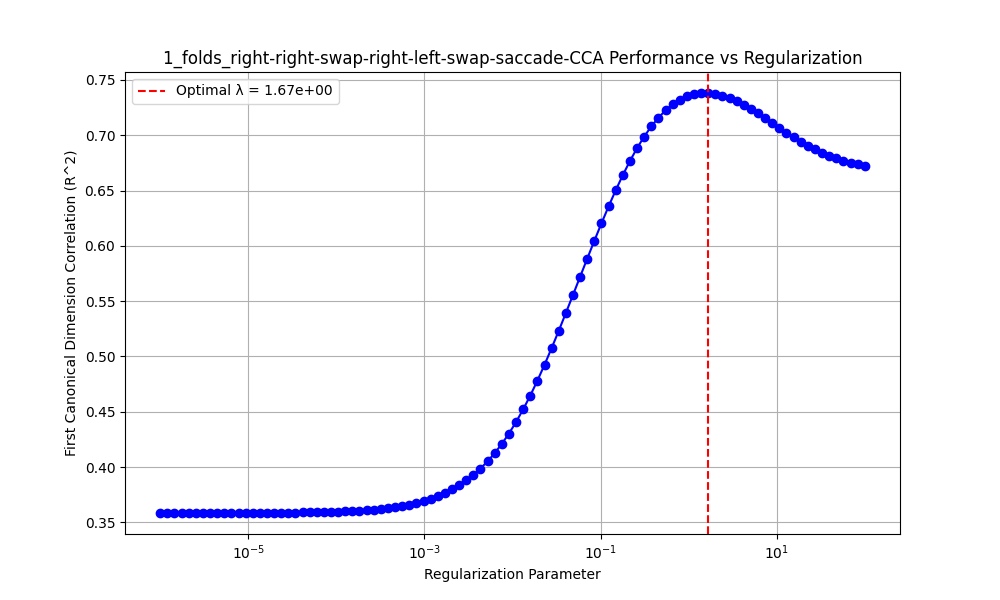 1_folds_right-right-swap-right-left-swap-saccade-CCA Performance vs Regularization
Optimal λ = 1.67e+00
First Canonical Dimension Correlation (R^2)
0.75
0.70
0.65
0.60
0.55
0.50
0.45
0.40
0.35
10⁻⁵ 10⁻³ 10⁻¹ 10¹
Regularization Parameter